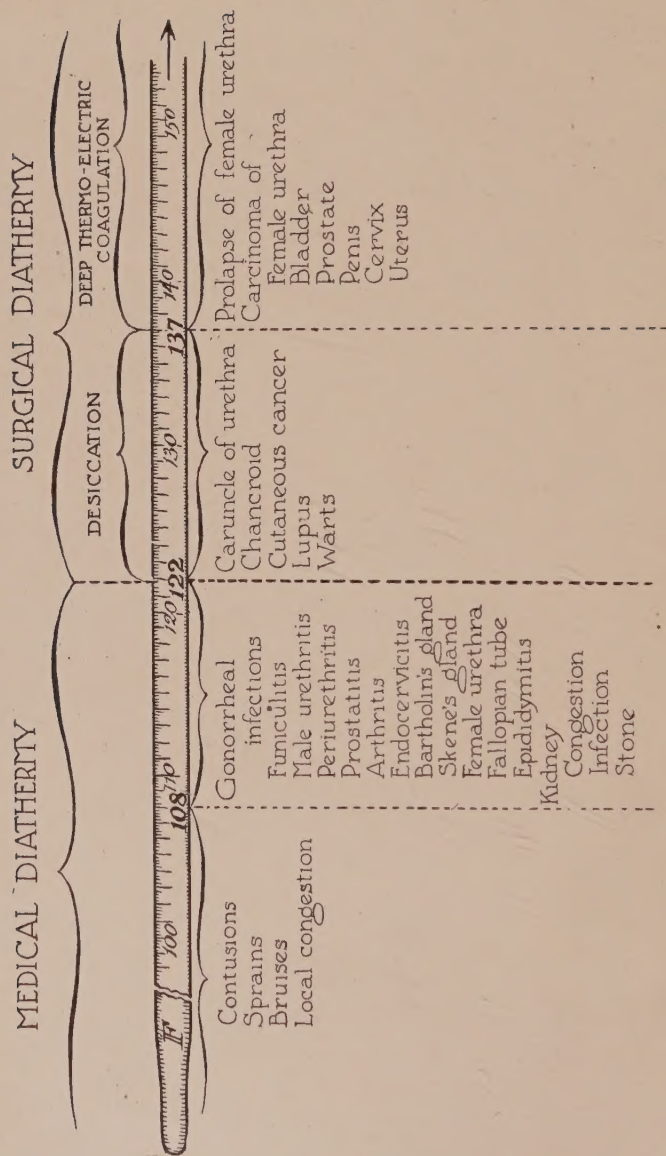 MEDICAL DIATHERMY
SURGICAL DIATHERMY
DESICCATION
DEEP THERMO-ELECTRIC
COAGULATION
F 100 108 110 120 122 130 137 140 150
Contusions
Sprains
Bruises
Local congestion
Gonorrheal
infections
Funiculitis
Male urethritis
Periurethritis
Prostatitis
Arthritis
Endocervicitis
Bartholin's gland
Skene's gland
Female urethra
Fallopian tube
Epididymitus
Kidney
Congestion
Infection
Stone
Caruncle of urethra
Chancroid
Cutaneous cancer
Lupus
Warts
Prolapse of female urethra
Carcinoma of
Female urethra
Bladder
Prostate
Penis
Cervix
Uterus